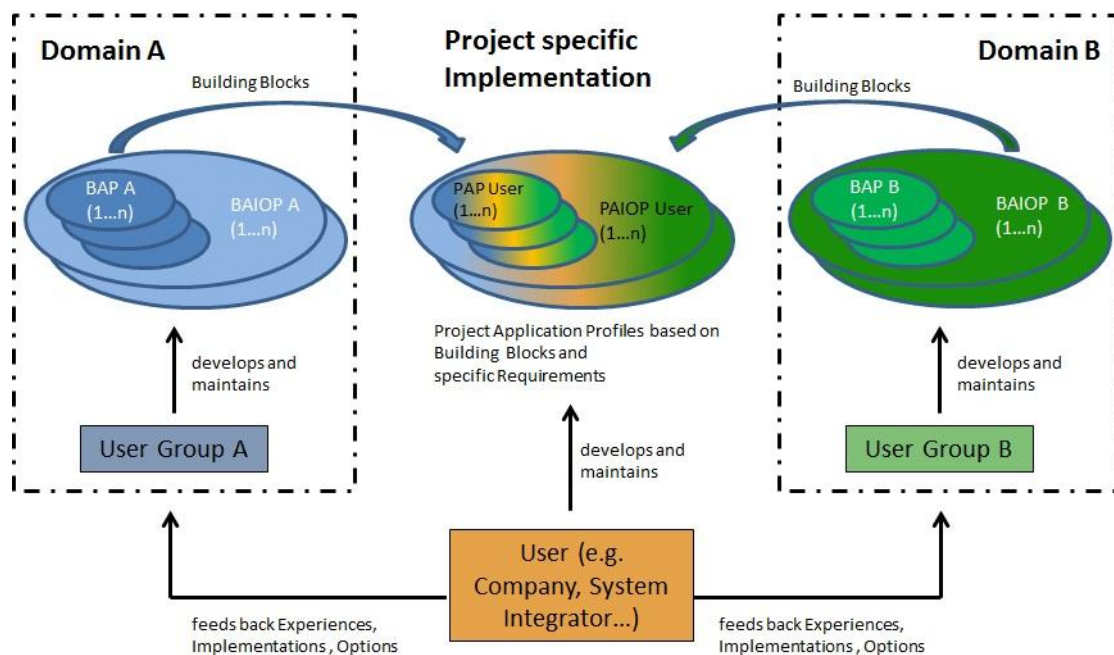 Domain A
Project specific
Implementation
Domain B
Building Blocks
Building Blocks
BAP A
(1...n)
BAIOP A
(1...n)
PAP User
(1...n)
PAIOP User
(1...n)
BAP B
(1...n)
BAIOP B
(1...n)
Project Application Profiles based on
Building Blocks and
specific Requirements
develops and
maintains
develops and
maintains
User Group A
develops and
maintains
User Group B
User (e.g.
Company, System
Integrator...)
feeds back Experiences,
Implementations , Options
feeds back Experiences,
Implementations , Options